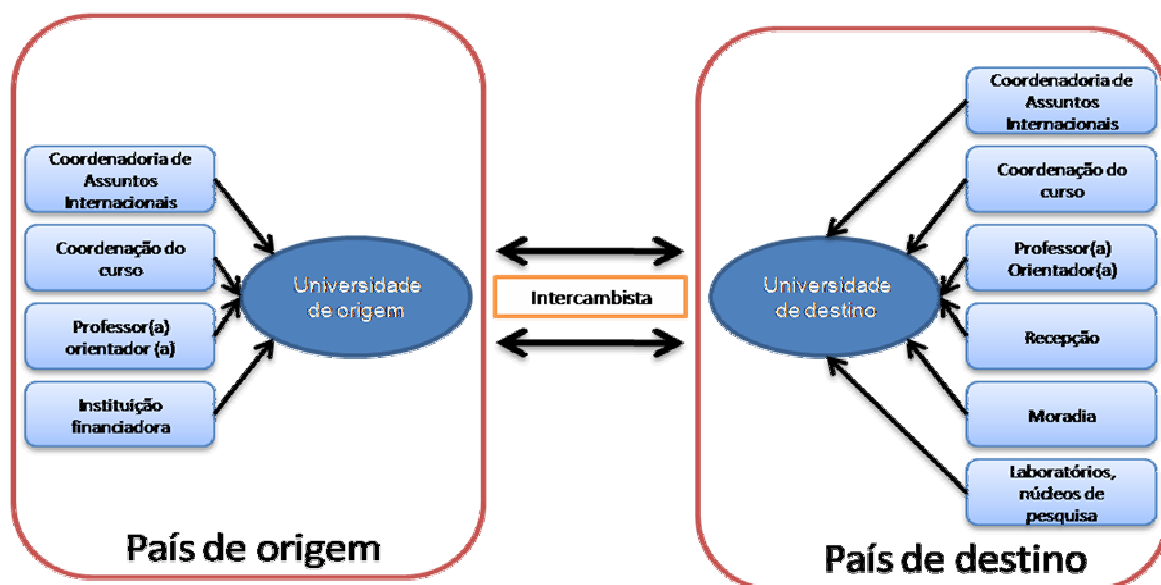 Coordenadoria de
Assuntos
Internacionais
Coordenação do
curso
Professor(a)
orientador (a)
Instituição
financiadora
Universidade
de origem
País de origem
Intercambista
Universidade
de destino
Coordenadoria de
Assuntos
Internacionais
Coordenação do
curso
Professor(a)
Orientador(a)
Recepção
Moradia
Laboratórios,
núcleos de
pesquisa
País de destino